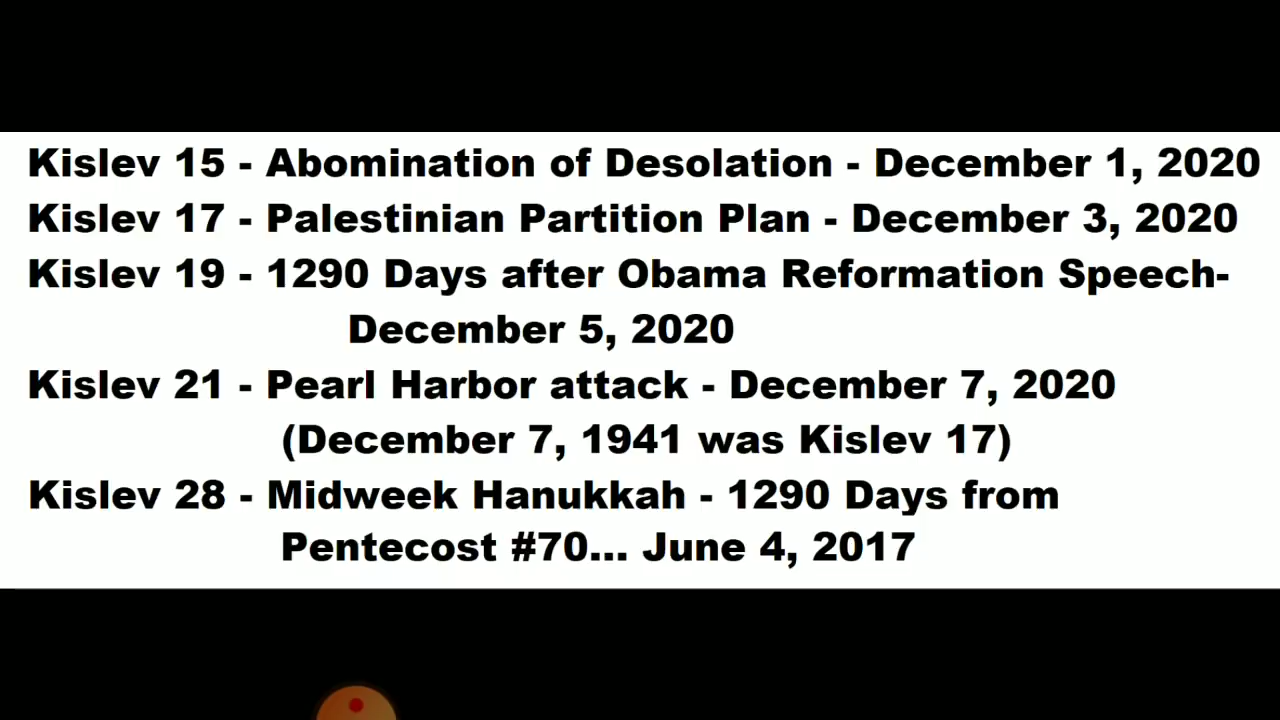 Kislev 15 - Abomination of Desolation - December 1, 2020
Kislev 17 - Palestinian Partition Plan - December 3, 2020
Kislev 19 - 1290 Days after Obama Reformation Speech-
December 5, 2020
Kislev 21 - Pearl Harbor attack - December 7, 2020
(December 7, 1941 was Kislev 17)
Kislev 28 - Midweek Hanukkah - 1290 Days from
Pentecost #70... June 4, 2017